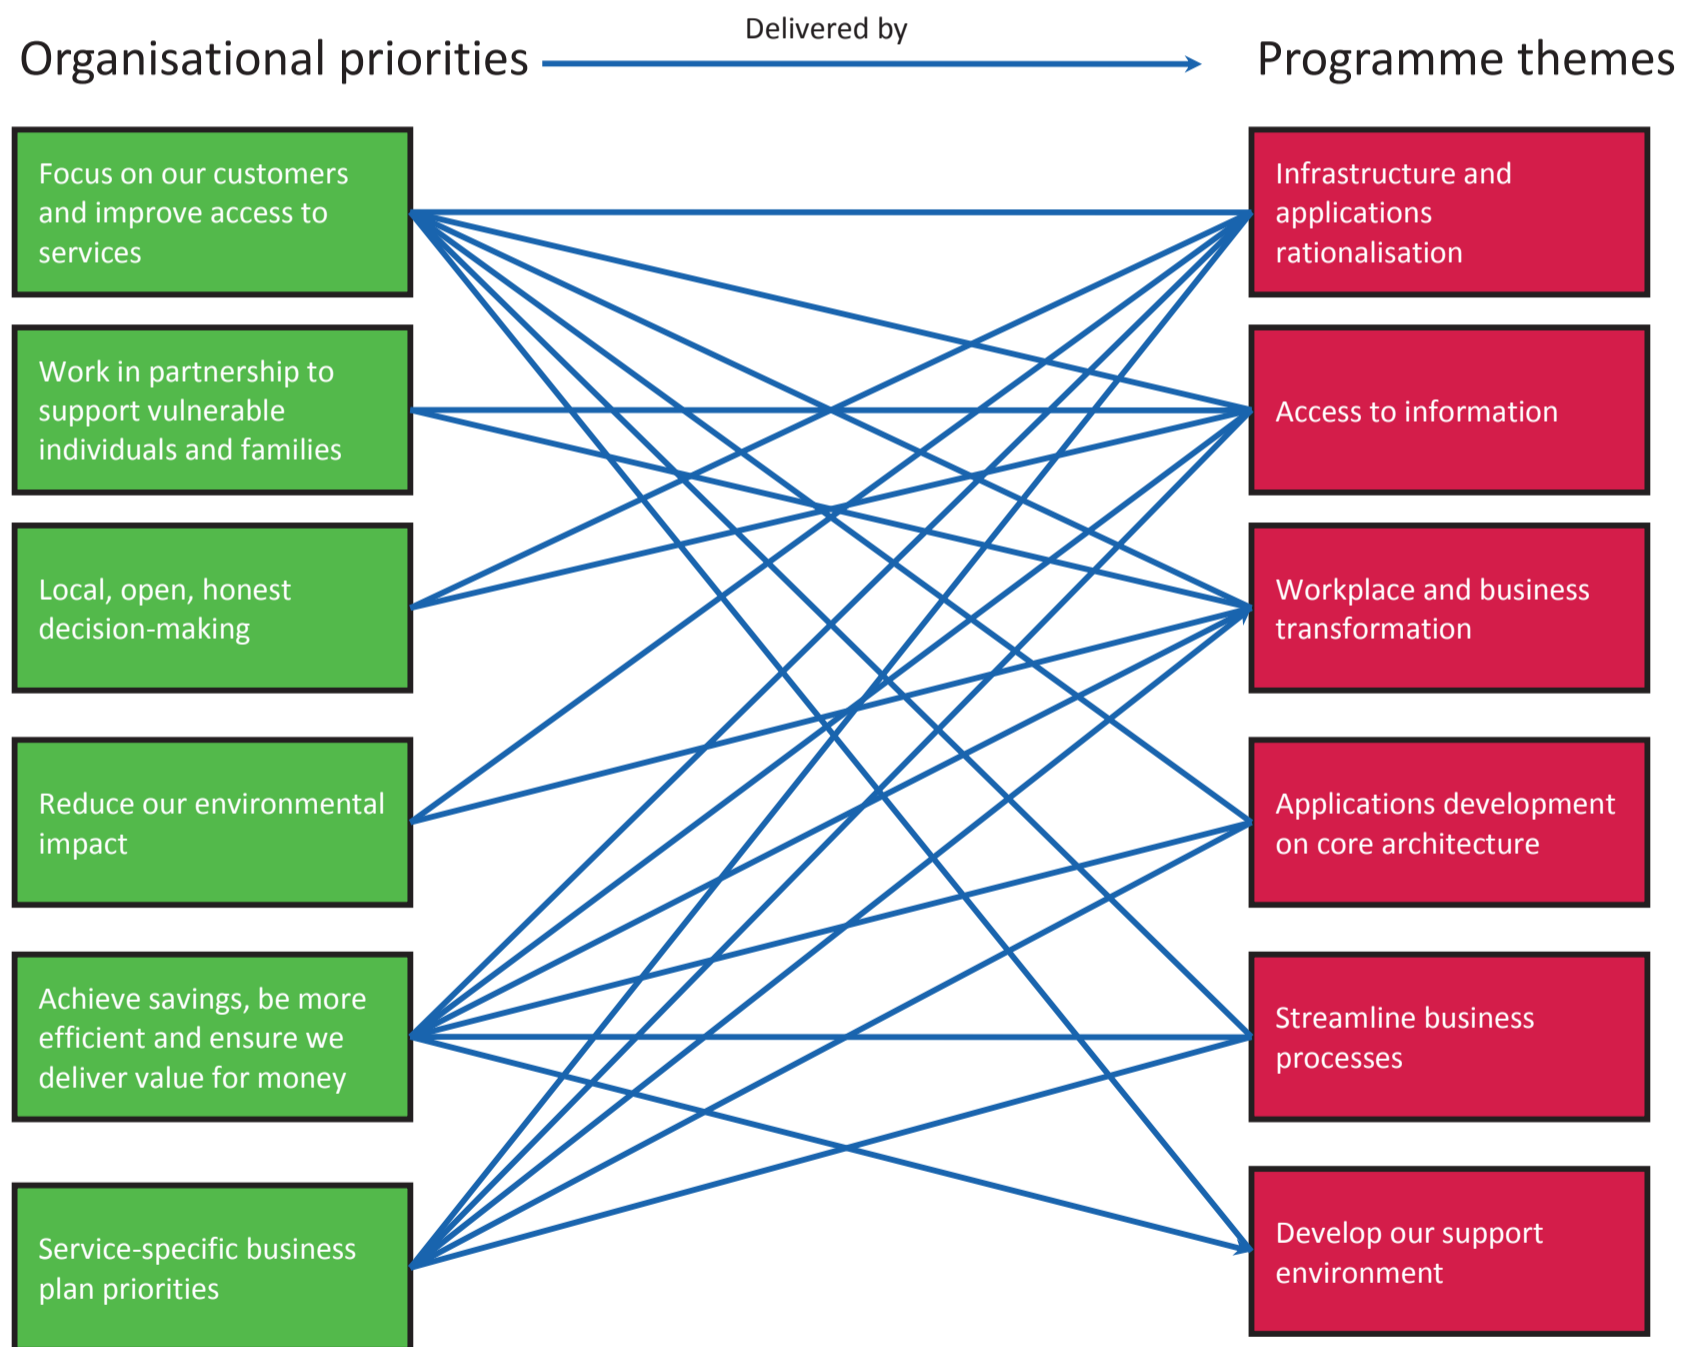 Delivered by
Organisational priorities
Programme themes
Focus on our customers
and improve access to
services
Infrastructure and
applications
rationalisation
Work in partnership to
support vulnerable
individuals and families
Access to information
Local, open, honest
decision-making
Workplace and business
transformation
Reduce our environmental
impact
Applications development
on core architecture
Achieve savings, be more
efficient and ensure we
deliver value for money
Streamline business
processes
Service-specific business
plan priorities
Develop our support
environment